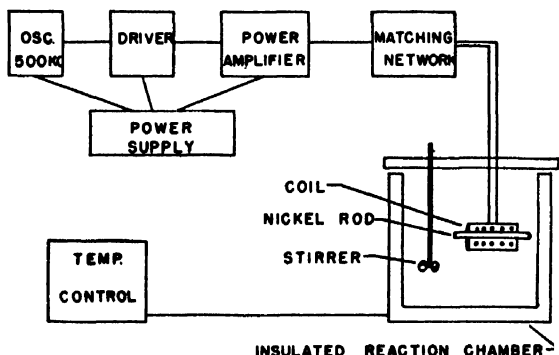 OSC.
500KC
DRIVER
POWER
AMPLIFIER
MATCHING
NETWORK
POWER
SUPPLY
COIL
NICKEL ROD
STIRRER
TEMP.
CONTROL
INSULATED REACTION CHAMBER